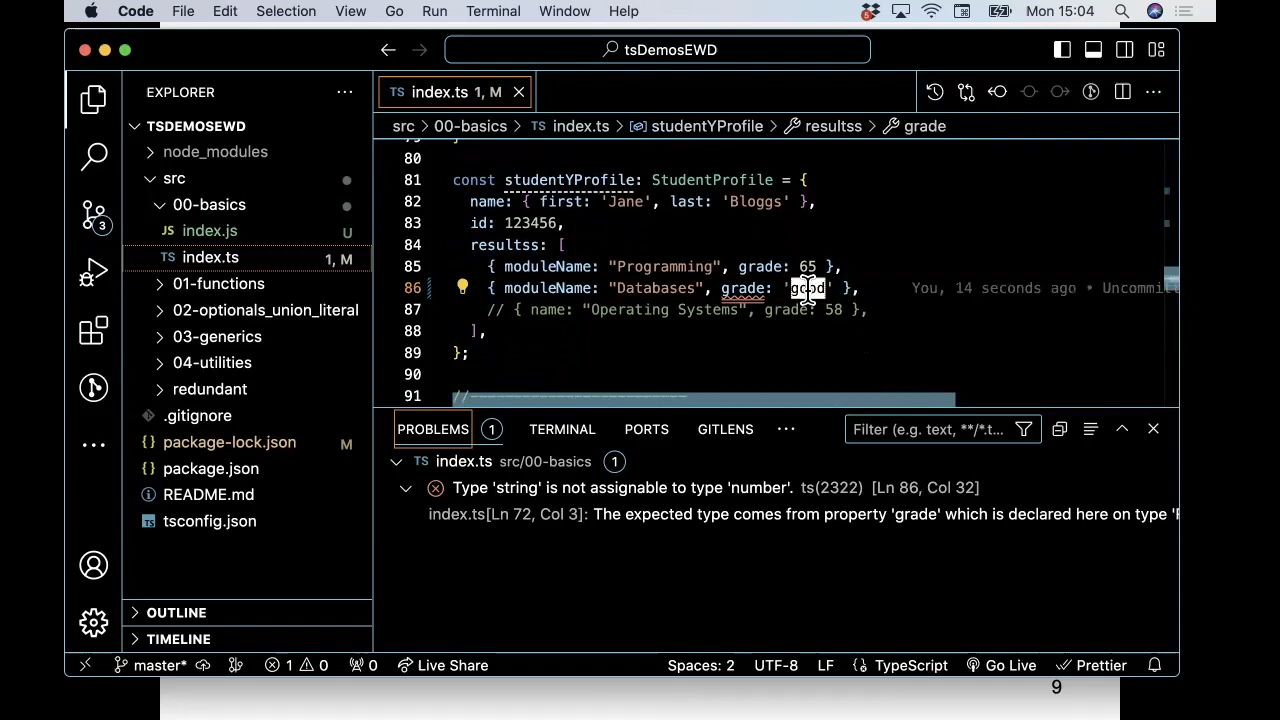 Code File Edit Selection View Go Run Terminal Window Help 5 Mon 15:04
tsDemosEWD
EXPLORER
TSDEMOSEWD
node_modules
src
00-basics
JS index.js U
TS index.ts 1, M
01-functions
02-optionals_union_literal
03-generics
04-utilities
redundant
.gitignore
{} package-lock.json M
{} package.json
README.md
TS tsconfig.json
OUTLINE
TIMELINE
3
TS index.ts 1, M
src > 00-basics > TS index.ts > studentYProfile > resultss > grade
80
81 const studentYProfile: StudentProfile = {
82 name: { first: 'Jane', last: 'Bloggs' },
83 id: 123456,
84 resultss: [
85 { moduleName: "Programming", grade: 65 },
86 { moduleName: "Databases", grade: 'good' }, You, 14 seconds ago •
87 // { name: "Operating Systems", grade: 58 },
88 ],
89 };
90
91 //--------------------------
PROBLEMS 1 TERMINAL PORTS GITLENS ··· Filter (e.g. text, **/*.t...
TS index.ts src/00-basics 1
Type 'string' is not assignable to type 'number'. ts(2322) [Ln 86, Col 32]
index.ts[Ln 72, Col 3]: The expected type comes from property 'grade' which is declared here on type
master* 1 0 0 Live Share Spaces: 2 UTF-8 LF TypeScript Go Live Prettier
9